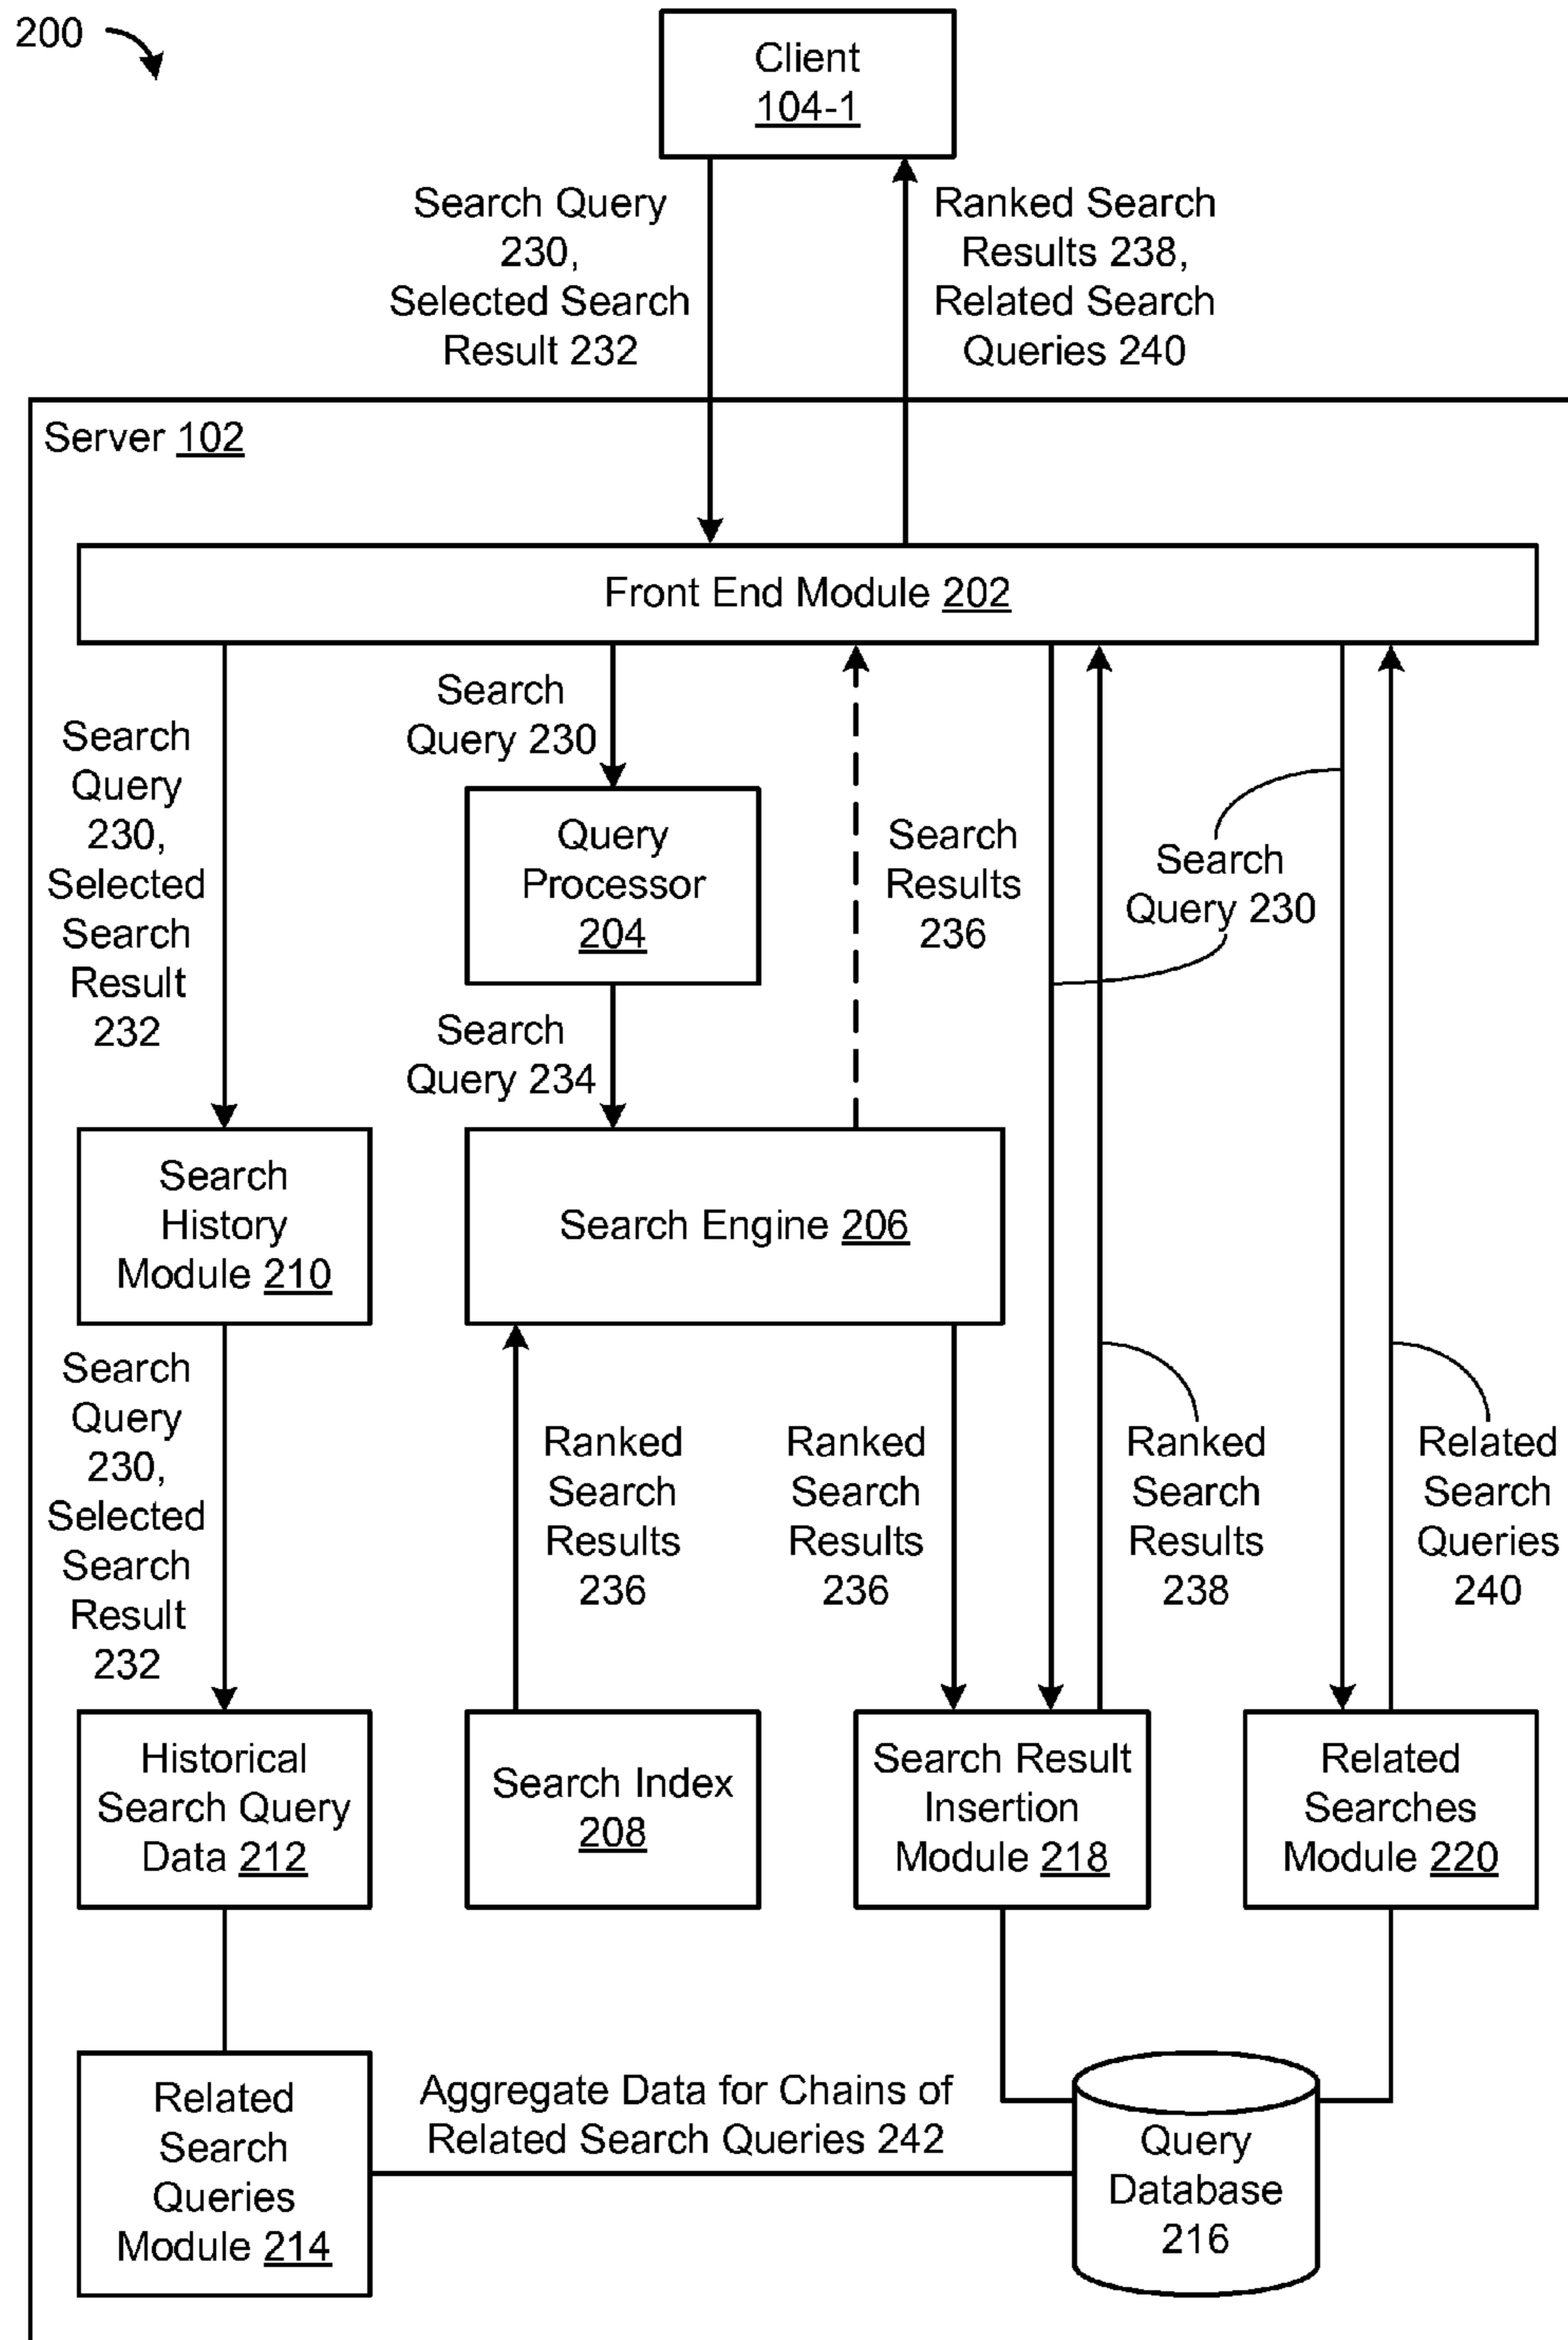 200
Client
104-1
Search Query
230,
Selected Search
Result 232
Ranked Search
Results 238,
Related Search
Queries 240
Server 102
Front End Module 202
Search
Query
230,
Selected
Search
Result
232
Search
Query 230
Query
Processor
204
Search
Results
236
Search
Query 230
Search
Query 234
Search
History
Module 210
Search Engine 206
Search
Query
230,
Selected
Search
Result
232
Ranked
Search
Results
236
Ranked
Search
Results
236
Ranked
Search
Results
238
Related
Search
Queries
240
Historical
Search Query
Data 212
Search Index
208
Search Result
Insertion
Module 218
Related
Searches
Module 220
Related
Search
Queries
Module 214
Aggregate Data for Chains of
Related Search Queries 242
Query
Database
216